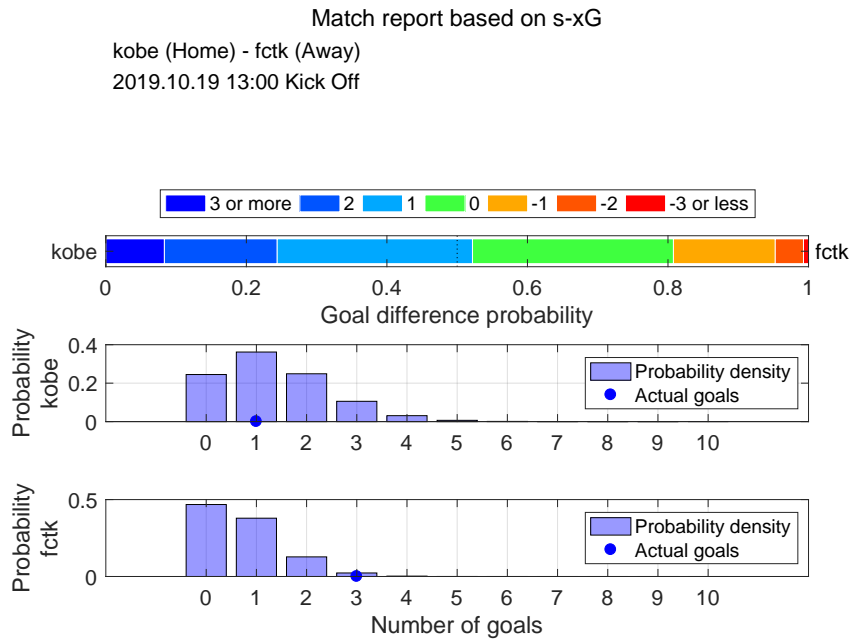 Match report based on s-xG
kobe (Home) - fctk (Away)
2019.10.19 13:00 Kick Off
3 or more 2 1 0 -1 -2 -3 or less
kobe fctk
0 0.2 0.4 0.6 0.8 1
Goal difference probability
Probability
kobe
0.4
0.2
0
Probability density
Actual goals
0 1 2 3 4 5 6 7 8 9 10
Probability
fctk
0.5
0
Probability density
Actual goals
0 1 2 3 4 5 6 7 8 9 10
Number of goals